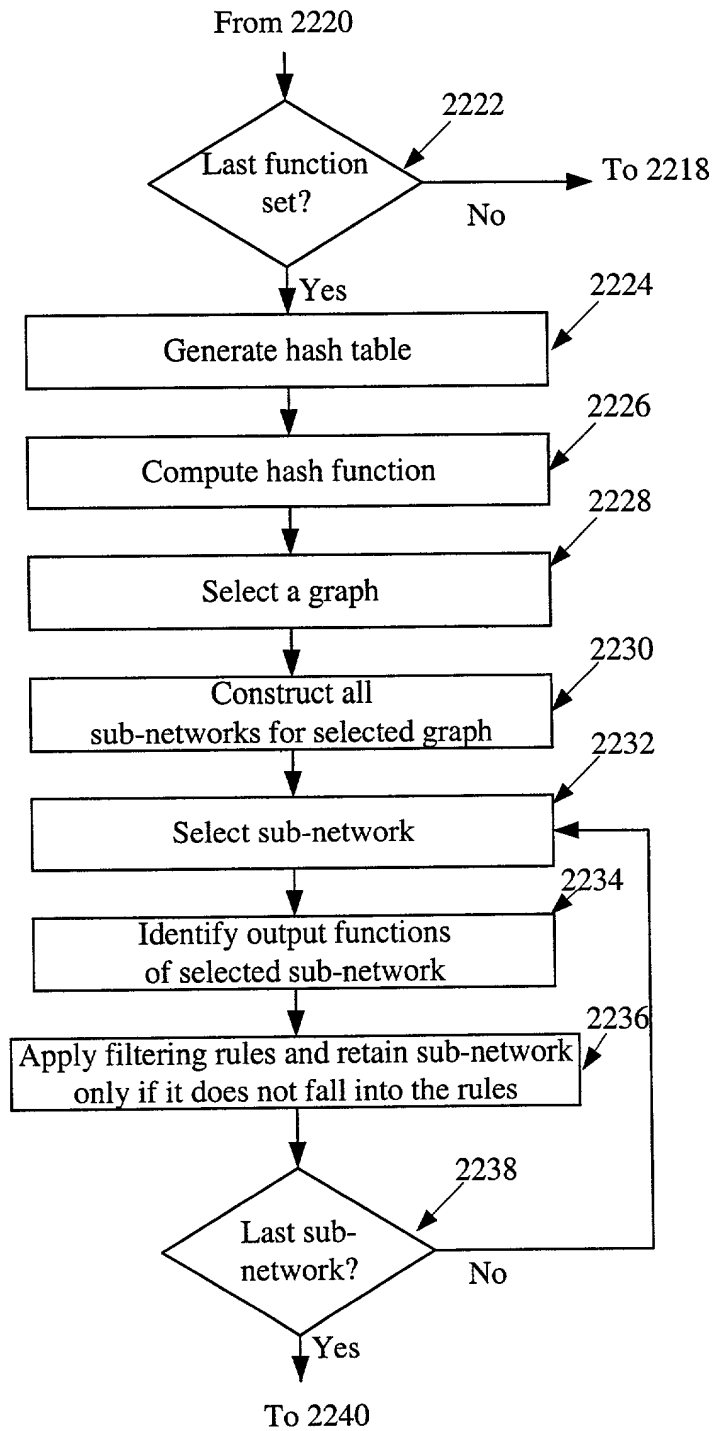 From 2220
2222
Last function
set?
To 2218
No
Yes
2224
Generate hash table
2226
Compute hash function
2228
Select a graph
2230
Construct all
sub-networks for selected graph
2232
Select sub-network
2234
Identify output functions
of selected sub-network
2236
Apply filtering rules and retain sub-network
only if it does not fall into the rules
2238
Last sub-
network?
No
Yes
To 2240